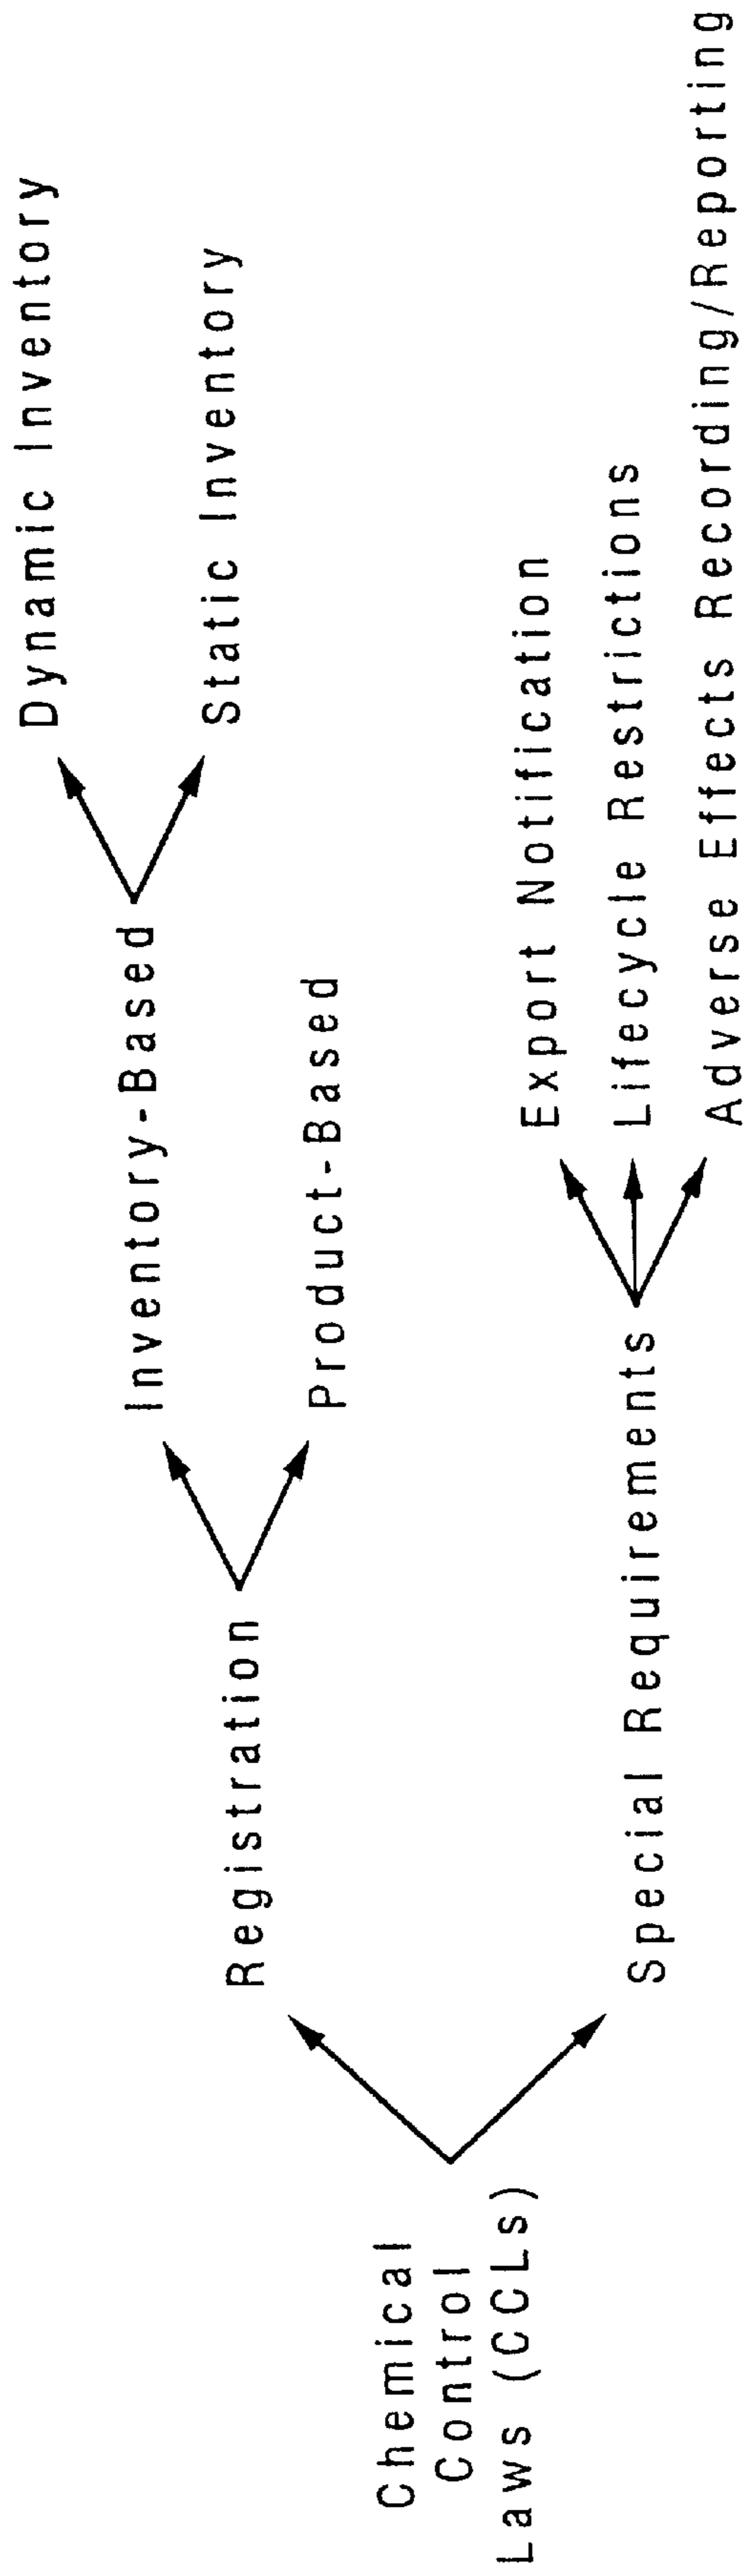 Chemical
Control
Laws (CCLs)
Registration
Inventory-Based
Dynamic Inventory
Static Inventory
Product-Based
Special Requirements
Export Notification
Lifecycle Restrictions
Adverse Effects Recording/Reporting